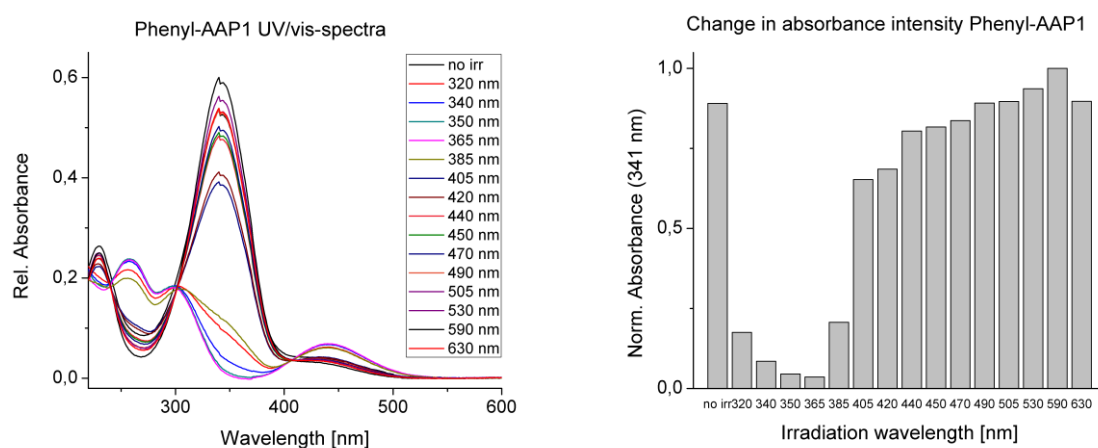 Phenyl-AAP1 UV/vis-spectra
0,6
0,4
0,2
0,0
Rel. Absorbance
300
400
500
600
Wavelength [nm]
no irr
320 nm
340 nm
350 nm
365 nm
385 nm
405 nm
420 nm
440 nm
450 nm
470 nm
490 nm
505 nm
530 nm
590 nm
630 nm
Change in absorbance intensity Phenyl-AAP1
1,0
0,5
0,0
Norm. Absorbance (341 nm)
no irr 320 340 350 365 385 405 420 440 450 470 490 505 530 590 630
Irradiation wavelength [nm]